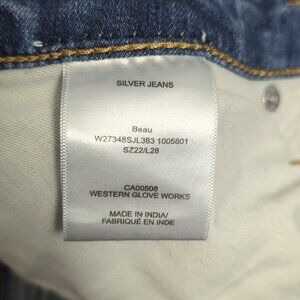 SILVER JEANS
Beau
W27348SJL383 1005801
SZ22/L28
CA00508
WESTERN GLOVE WORKS
MADE IN INDIA/
FABRIQUÉ EN INDE